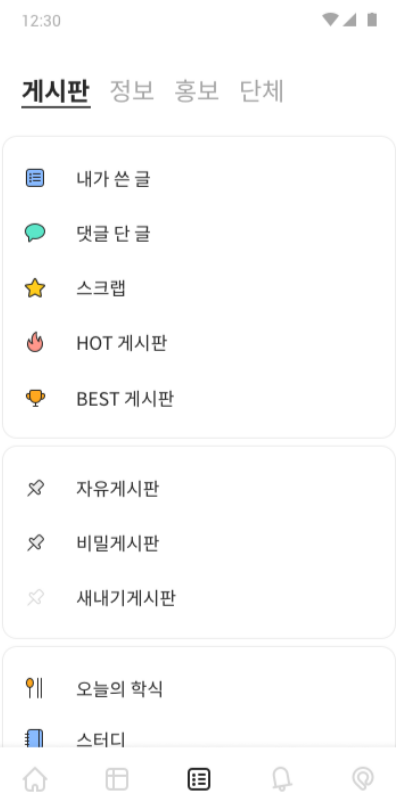 12:30
게시판 정보 홍보 단체
내가 쓴 글
댓글 단 글
스크랩
HOT 게시판
BEST 게시판
자유게시판
비밀게시판
새내기게시판
오늘의 학식
스터디